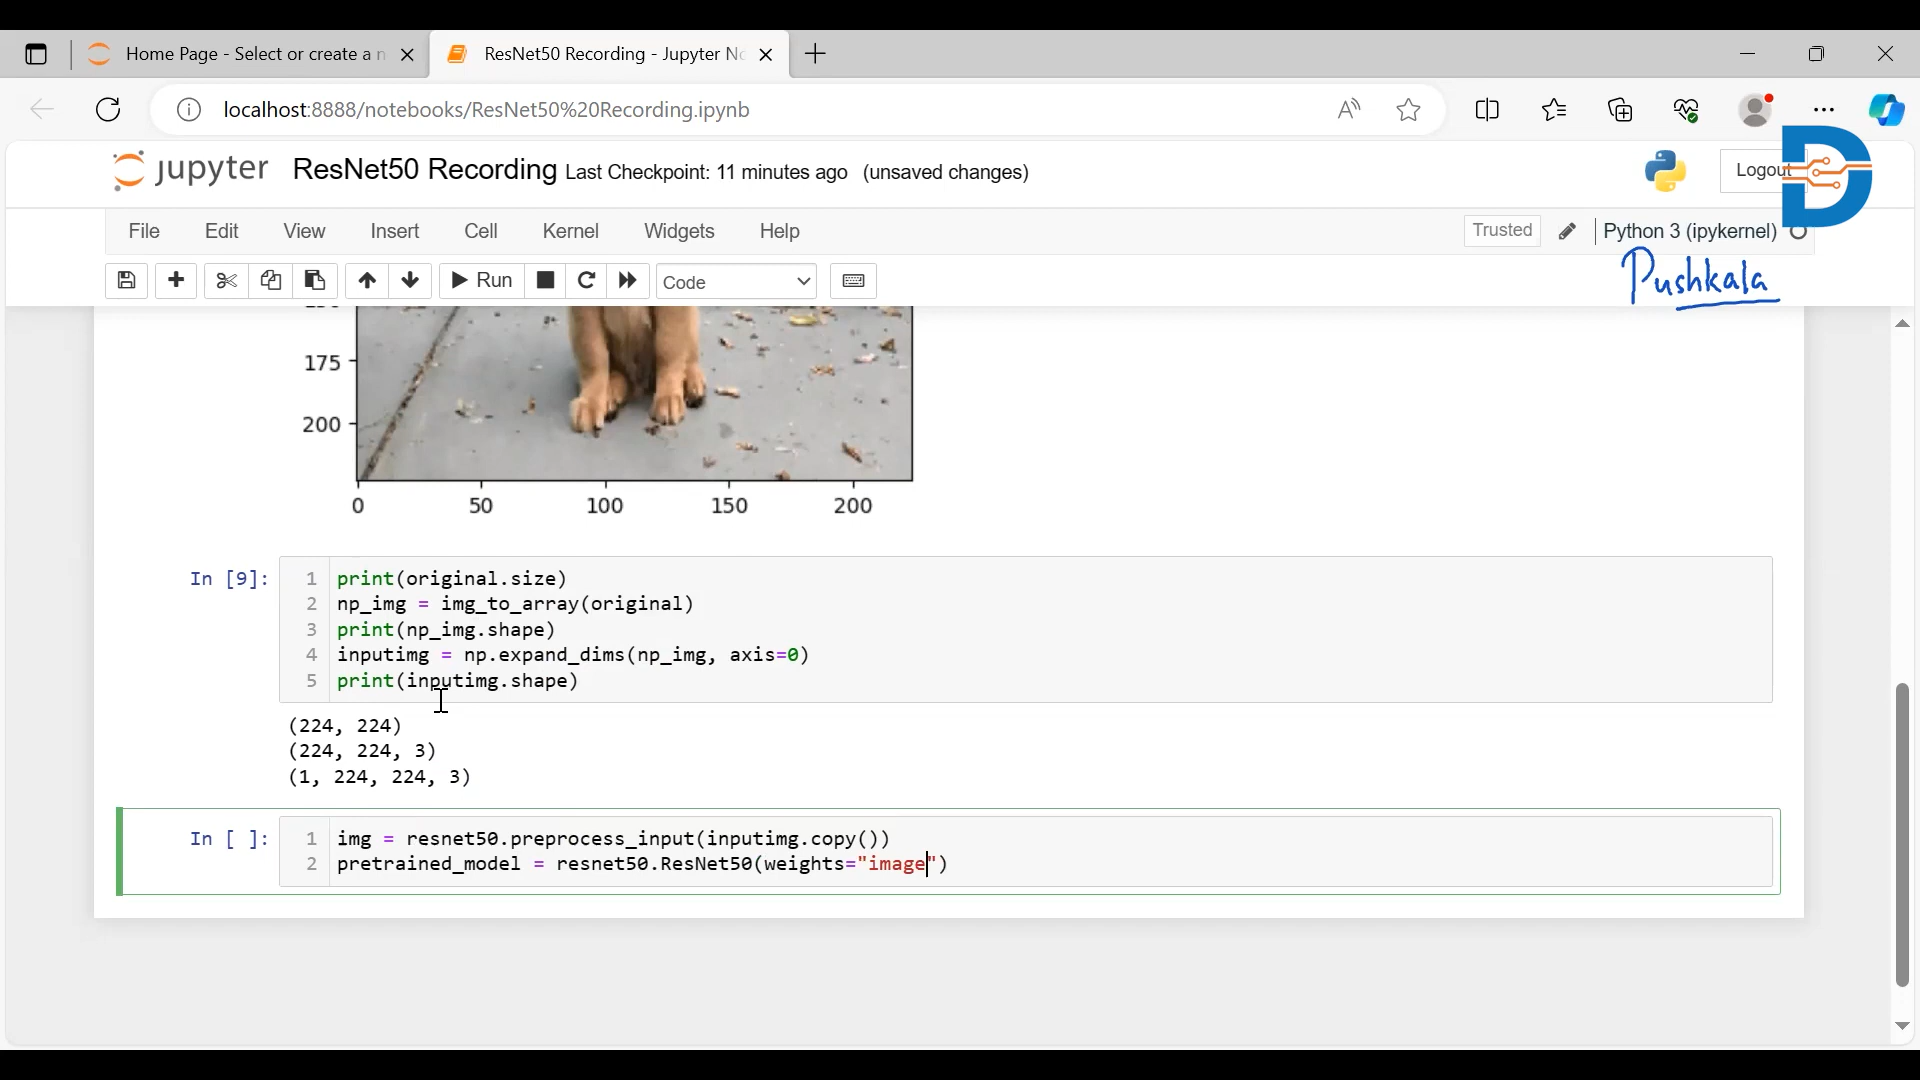 Home Page - Select or create a n
ResNet50 Recording - Jupyter No
localhost:8888/notebooks/ResNet50%20Recording.ipynb
jupyter ResNet50 Recording Last Checkpoint: 11 minutes ago (unsaved changes)
Logout
File Edit View Insert Cell Kernel Widgets Help
Trusted
Python 3 (ipykernel)
Run
Code
Pushkala
175
200
0 50 100 150 200
In [9]:
1 print(original.size)
2 np_img = img_to_array(original)
3 print(np_img.shape)
4 inputimg = np.expand_dims(np_img, axis=0)
5 print(inputimg.shape)
(224, 224)
(224, 224, 3)
(1, 224, 224, 3)
In [ ]:
1 img = resnet50.preprocess_input(inputimg.copy())
2 pretrained_model = resnet50.ResNet50(weights="image")